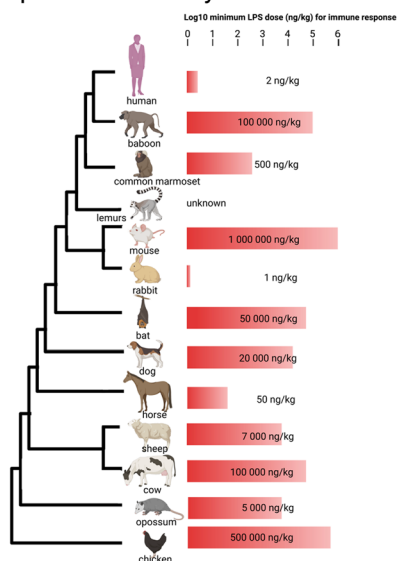 Log10 minimum LPS dose (ng/kg) for immune response
0 1 2 3 4 5 6
human
2 ng/kg
baboon
100 000 ng/kg
common marmoset
500 ng/kg
lemurs
unknown
mouse
1 000 000 ng/kg
rabbit
1 ng/kg
bat
50 000 ng/kg
dog
20 000 ng/kg
horse
50 ng/kg
sheep
7 000 ng/kg
cow
100 000 ng/kg
opossum
5 000 ng/kg
chicken
500 000 ng/kg